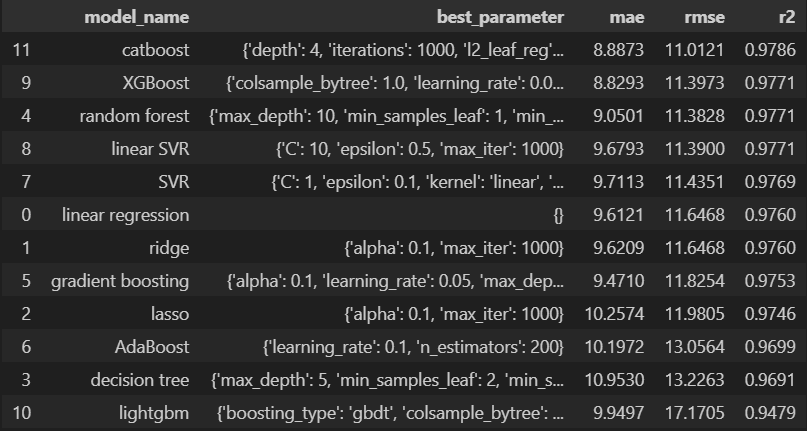 model_name best_parameter mae rmse r2
11 catboost {'depth': 4, 'iterations': 1000, 'l2_leaf_reg'... 8.8873 11.0121 0.9786
9 XGBoost {'colsample_bytree': 1.0, 'learning_rate': 0.0... 8.8293 11.3973 0.9771
4 random forest {'max_depth': 10, 'min_samples_leaf': 1, 'min_... 9.0501 11.3828 0.9771
8 linear SVR {'C': 10, 'epsilon': 0.5, 'max_iter': 1000} 9.6793 11.3900 0.9771
7 SVR {'C': 1, 'epsilon': 0.1, 'kernel': 'linear', '... 9.7113 11.4351 0.9769
0 linear regression {} 9.6121 11.6468 0.9760
1 ridge {'alpha': 0.1, 'max_iter': 1000} 9.6209 11.6468 0.9760
5 gradient boosting {'alpha': 0.1, 'learning_rate': 0.05, 'max_dep... 9.4710 11.8254 0.9753
2 lasso {'alpha': 0.1, 'max_iter': 1000} 10.2574 11.9805 0.9746
6 AdaBoost {'learning_rate': 0.1, 'n_estimators': 200} 10.1972 13.0564 0.9699
3 decision tree {'max_depth': 5, 'min_samples_leaf': 2, 'min_s... 10.9530 13.2263 0.9691
10 lightgbm {'boosting_type': 'gbdt', 'colsample_bytree': ... 9.9497 17.1705 0.9479